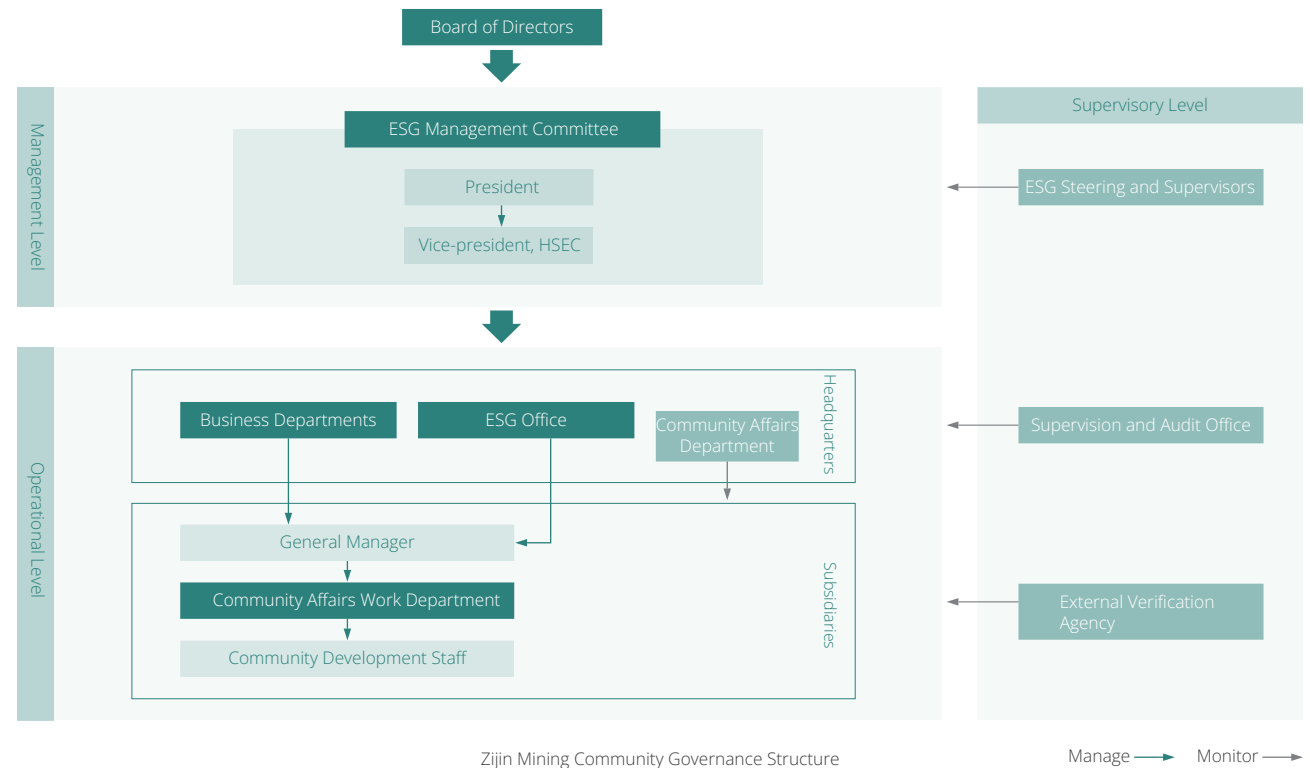 Board of Directors
Management Level
ESG Management Committee
President
Vice-president, HSEC
Supervisory Level
ESG Steering and Supervisors
Operational Level
Headquarters
Business Departments
ESG Office
Community Affairs
Department
Supervision and Audit Office
Subsidiaries
General Manager
Community Affairs Work Department
Community Development Staff
External Verification
Agency
Zijin Mining Community Governance Structure
Manage
Monitor